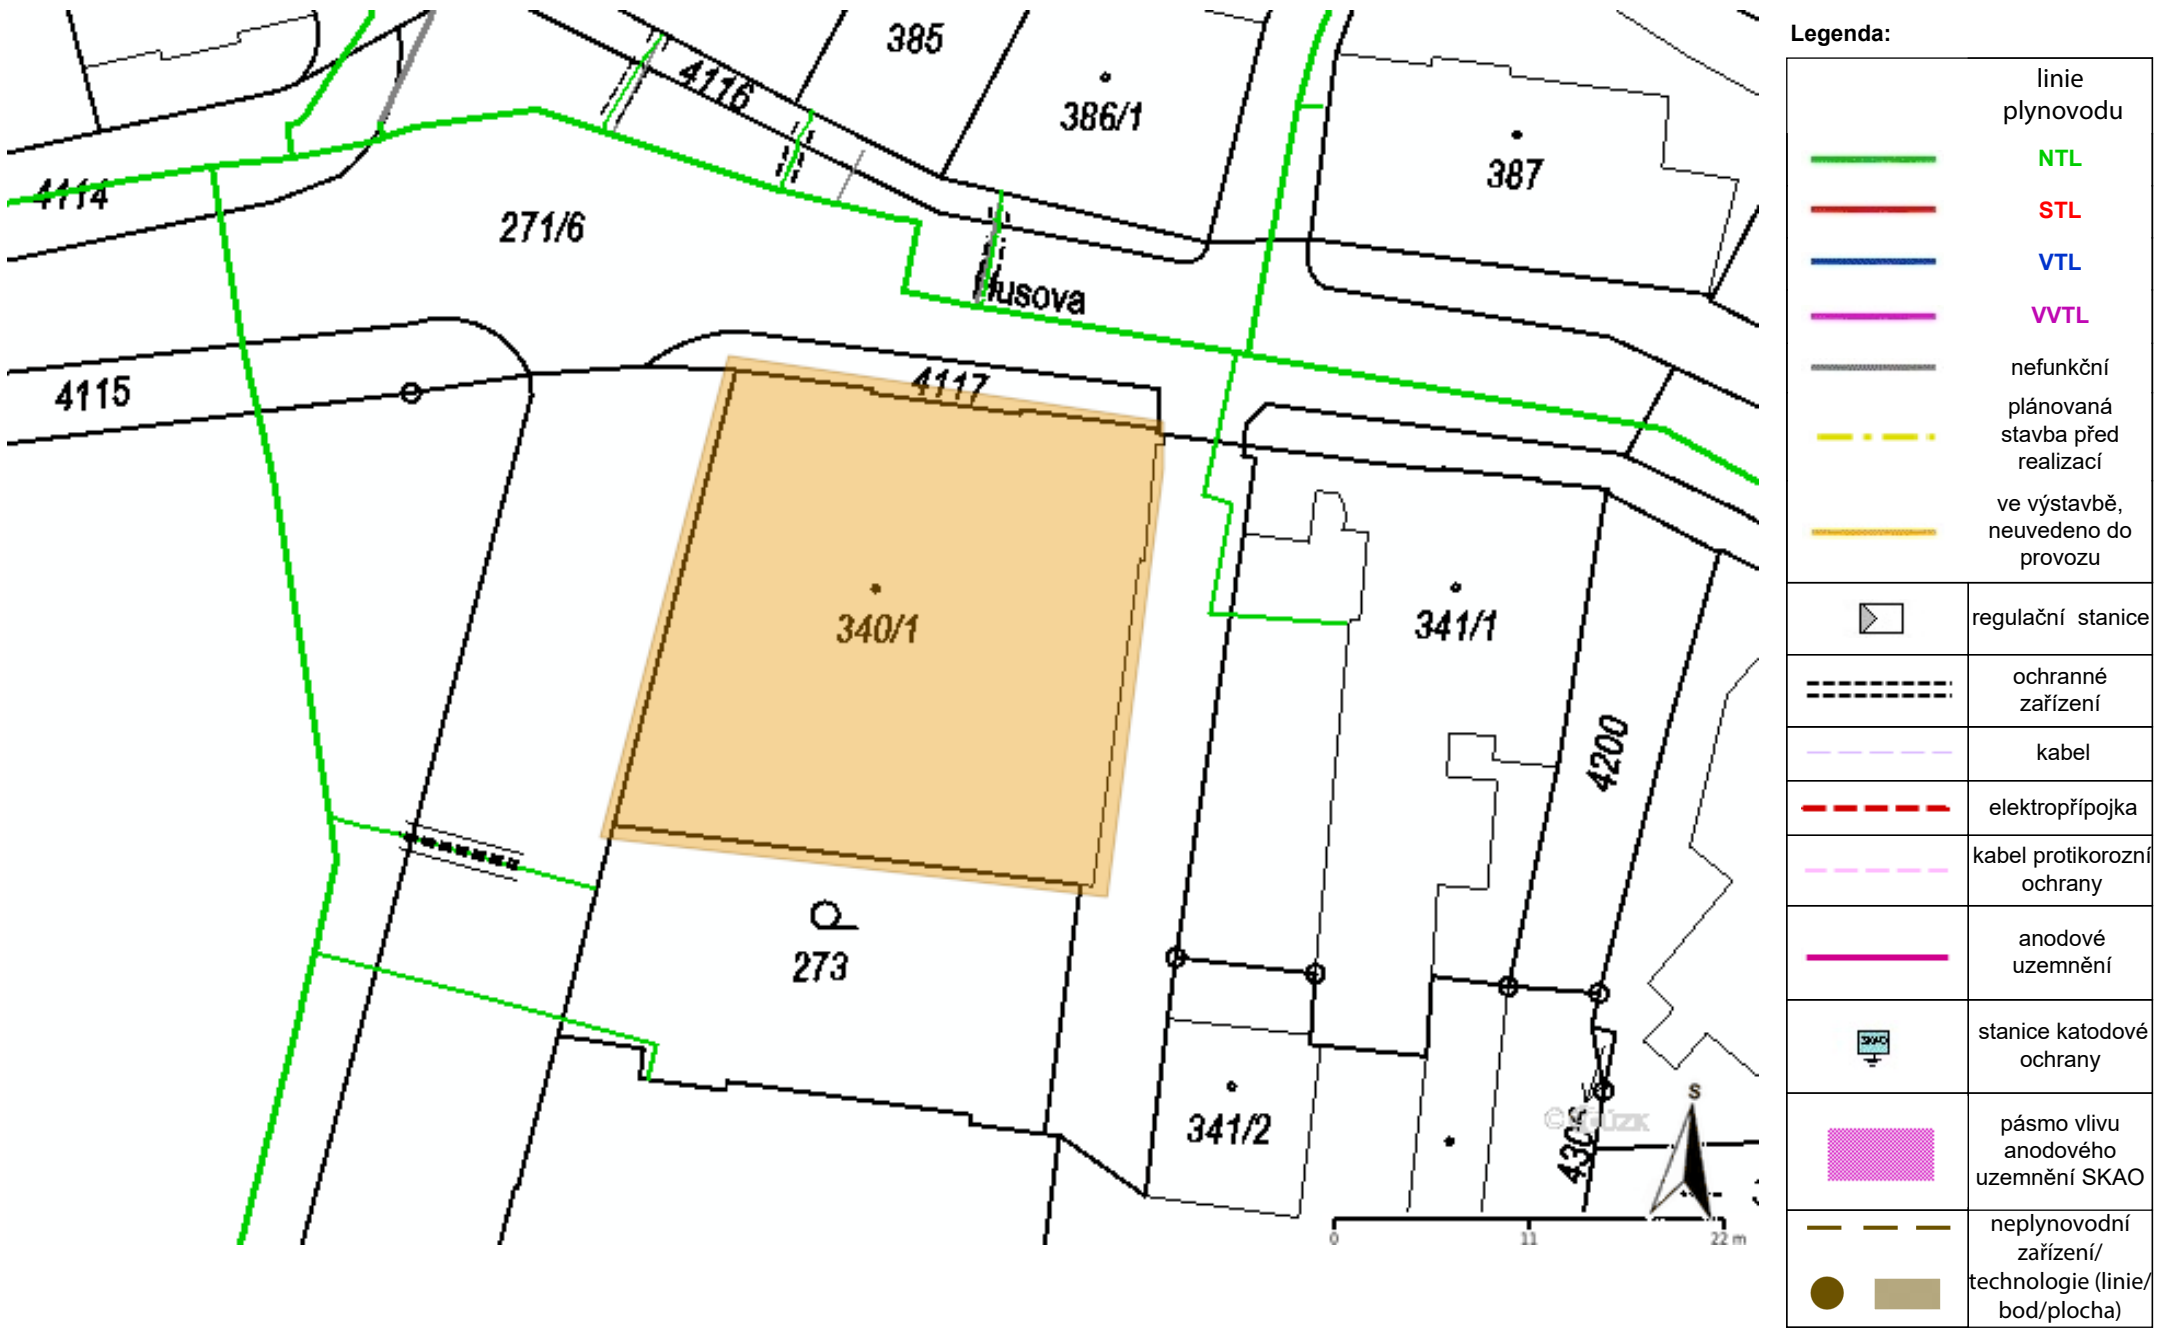 385
4116
386/1
387
4114
271/6
Husova
4115
4117
340/1
341/1
4200
273
341/2
S
0
11
22 m
Legenda:
linie
plynovodu
NTL
STL
VTL
VVTL
nefunkční
plánovaná
stavba před
realizací
ve výstavbě,
neuvedeno do
provozu
regulační stanice
ochranné
zařízení
kabel
elektropřípojka
kabel protikorozní
ochrany
anodové
uzemnění
SKAO
stanice katodové
ochrany
pásmo vlivu
anodového
uzemnění SKAO
neplynovodní
zařízení/
technologie (linie/
bod/plocha)